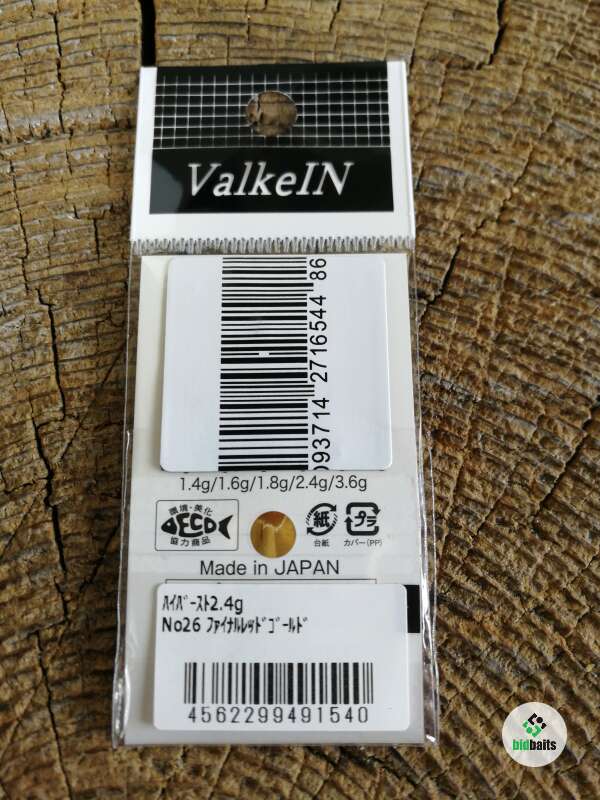 ValkeIN
93714 2716544 86
1.4g/1.6g/1.8g/2.4g/3.6g
環境・美化
ECO
協力商品
紙
台紙
プラ
カバー(PP)
Made in JAPAN
ﾊｲﾊﾞｰｽﾄ2.4g
No26 ﾌｧｲﾅﾙﾚｯﾄﾞｺﾞｰﾙﾄﾞ
4562299491540
bidbaits